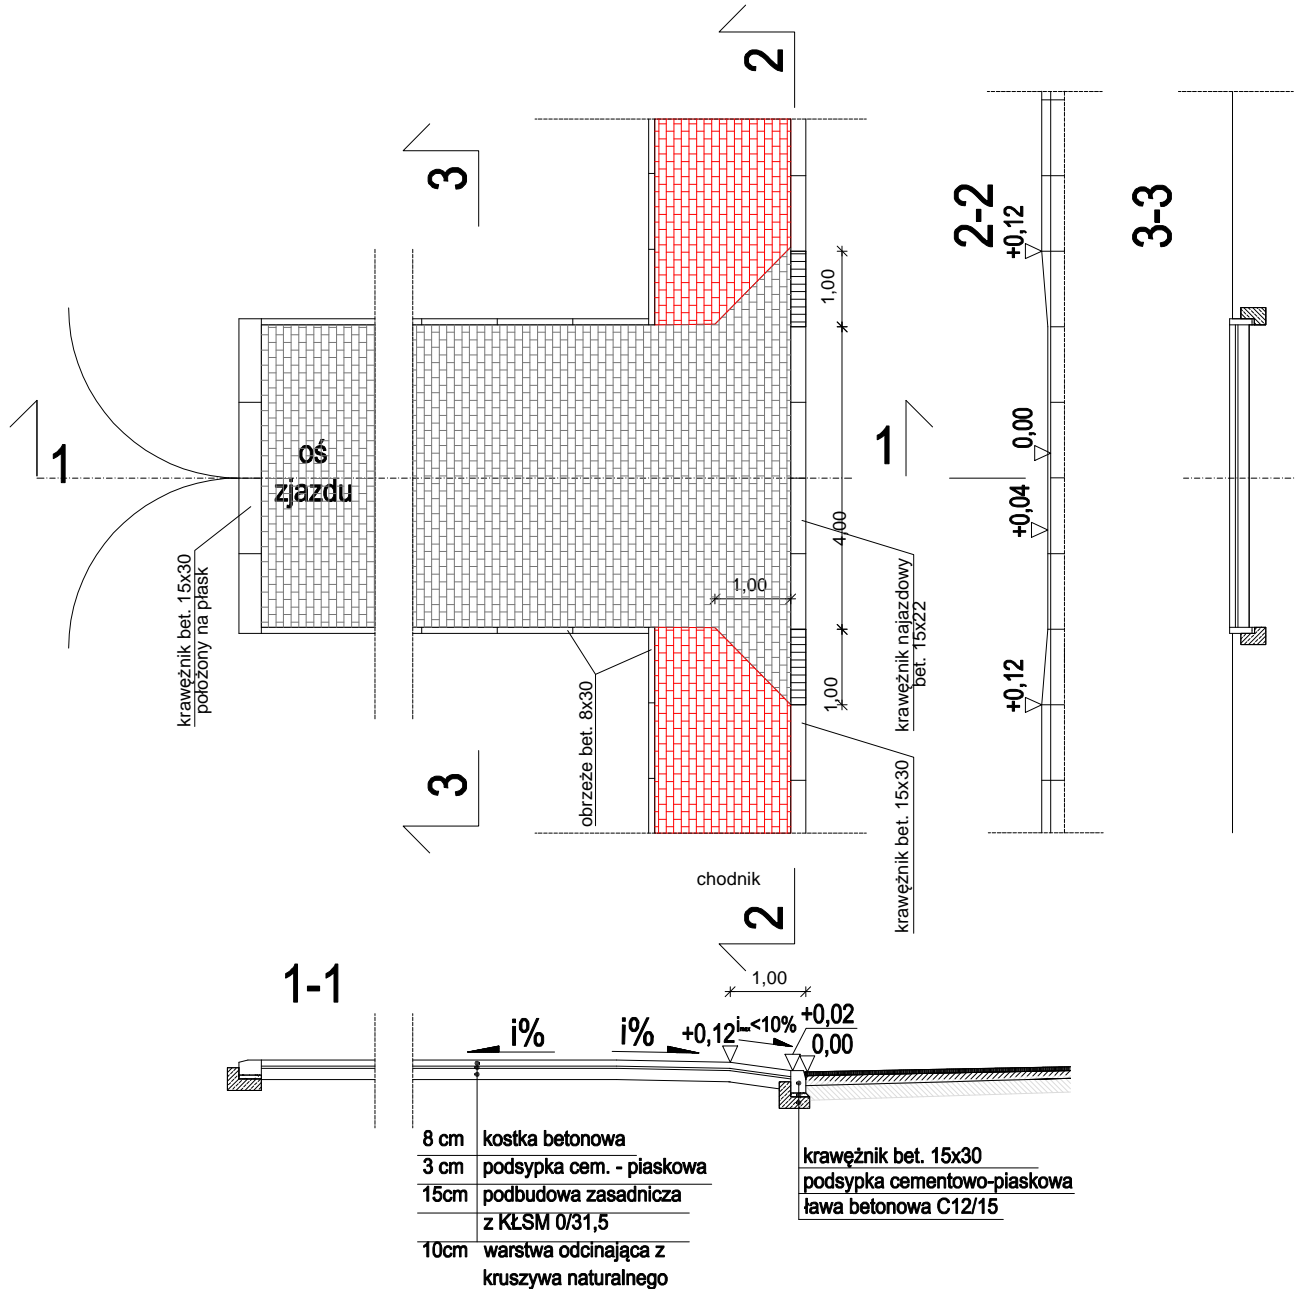 2
3
2-2
+0,12
3-3
1,00
1
oś
zjazdu
1
0,00
+0,04
4,00
krawężnik bet. 15x30
położony na płask
1,00
krawężnik najazdowy
bet. 15x22
+0,12
1,00
obrzeże bet. 8x30
krawężnik bet. 15x30
3
chodnik
2
1-1
1,00
i%
i%
+0,12
imax<10%
+0,02
0,00
8 cm kostka betonowa
3 cm podsypka cem. - piaskowa
15cm podbudowa zasadnicza
z KŁSM 0/31,5
10cm warstwa odcinająca z
kruszywa naturalnego
krawężnik bet. 15x30
podsypka cementowo-piaskowa
ława betonowa C12/15